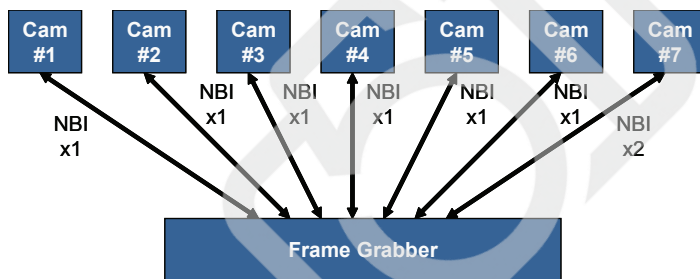 Cam
#1
Cam
#2
Cam
#3
Cam
#4
Cam
#5
Cam
#6
Cam
#7
NBI
x1
NBI
x1
NBI
x1
NBI
x1
NBI
x1
NBI
x1
NBI
x2
Frame Grabber